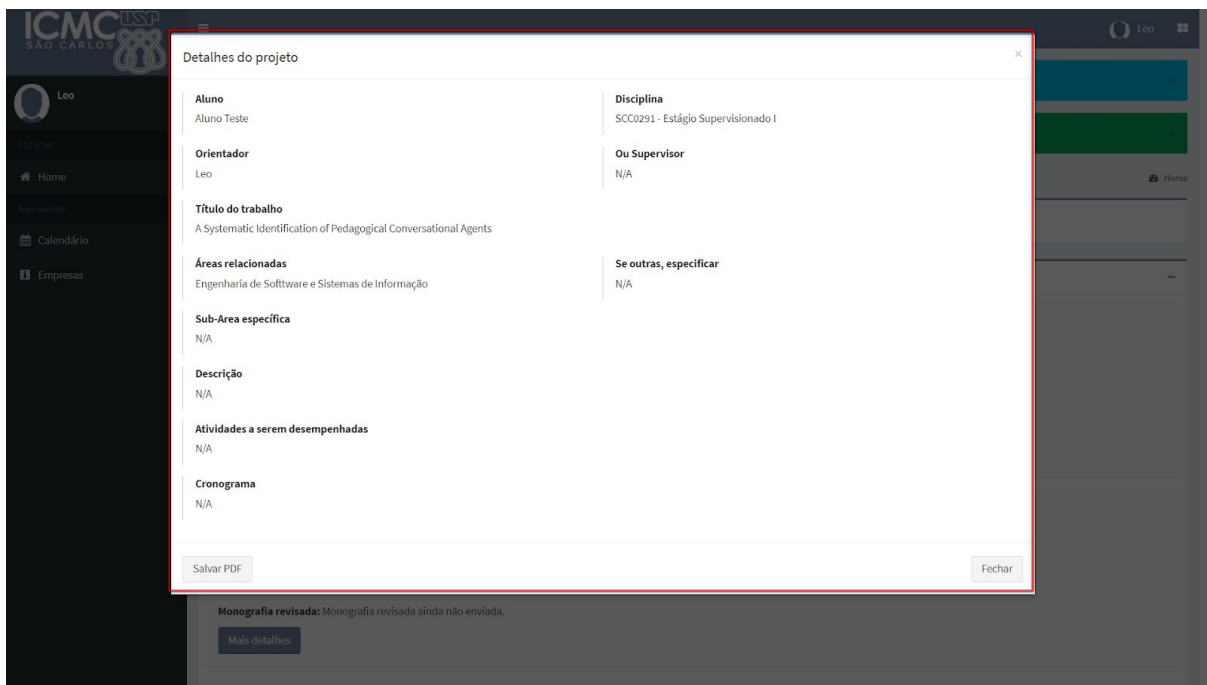 ICMC USP
SÃO CARLOS
Leo
Leo
TCC ICMC
Home
Home
Área restrita
Calendário
Empresas
Detalhes do projeto
×
Aluno
Aluno Teste
Disciplina
SCC0291 - Estágio Supervisionado I
Orientador
Leo
Ou Supervisor
N/A
Título do trabalho
A Systematic Identification of Pedagogical Conversational Agents
Áreas relacionadas
Engenharia de Softtware e Sistemas de Informação
Se outras, especificar
N/A
Sub-Area específica
N/A
Descrição
N/A
Atividades a serem desempenhadas
N/A
Cronograma
N/A
Salvar PDF
Fechar
Monografia revisada: Monografia revisada ainda não enviada.
Mais detalhes